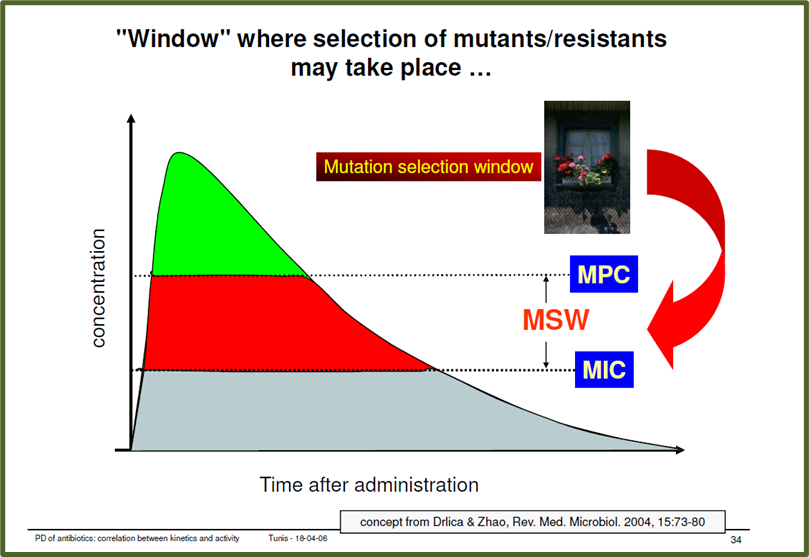 "Window" where selection of mutants/resistants
may take place ...
Mutation selection window
concentration
MPC
MSW
MIC
Time after administration
concept from Drlica & Zhao, Rev. Med. Microbiol. 2004, 15:73-80
PD of antibiotics: correlation between kinetics and activity
Tunis - 18-04-06
34